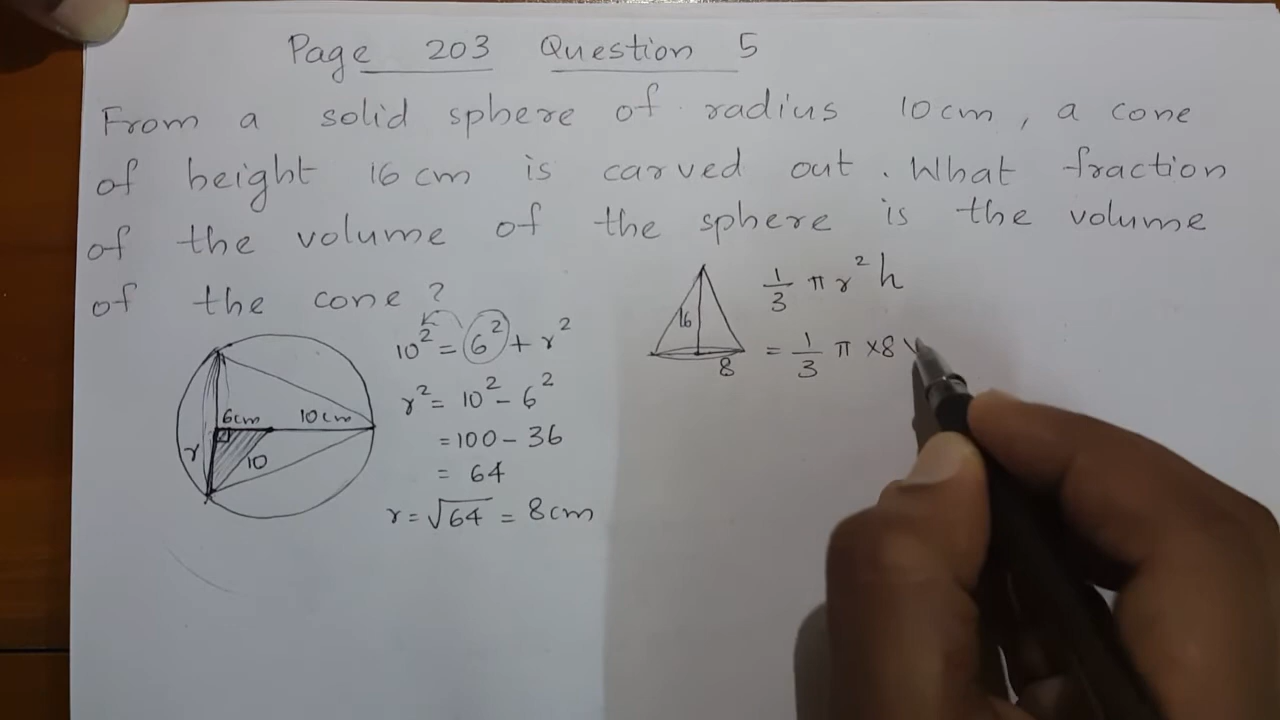 Page 203 Question 5
From a solid sphere of radius 10cm, a cone
of height 16 cm is carved out. What fraction
of the volume of the sphere is the volume
of the cone?
10² = 6² + r²
r² = 10² - 6²
= 100 - 36
= 64
r = √64 = 8cm
6cm 10cm
r 10
16
8
1/3 π r² h
= 1/3 π ×8